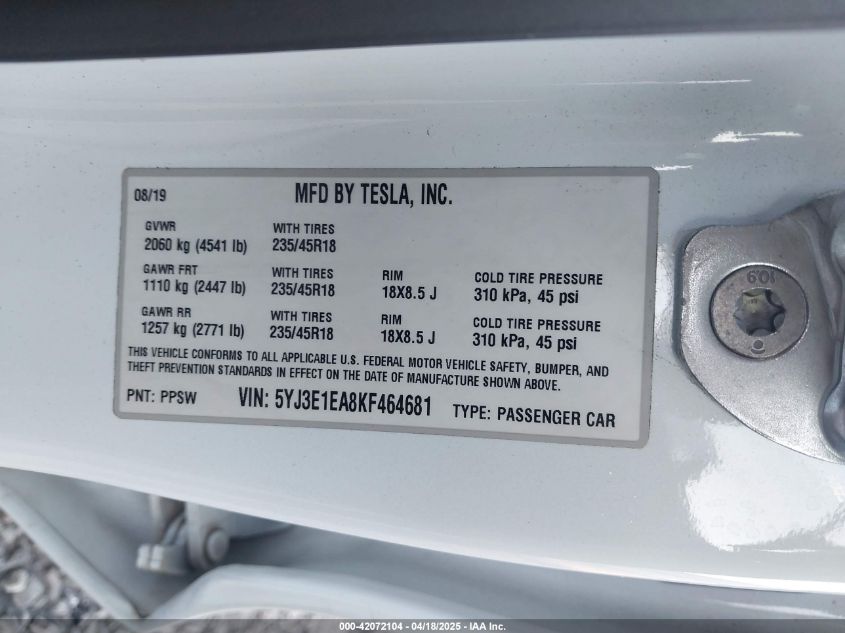 08/19 MFD BY TESLA, INC.
GVWR WITH TIRES
2060 kg (4541 lb) 235/45R18
GAWR FRT WITH TIRES RIM COLD TIRE PRESSURE
1110 kg (2447 lb) 235/45R18 18X8.5 J 310 kPa, 45 psi
GAWR RR WITH TIRES RIM COLD TIRE PRESSURE
1257 kg (2771 lb) 235/45R18 18X8.5 J 310 kPa, 45 psi
THIS VEHICLE CONFORMS TO ALL APPLICABLE U.S. FEDERAL MOTOR VEHICLE SAFETY, BUMPER, AND
THEFT PREVENTION STANDARDS IN EFFECT ON THE DATE OF MANUFACTURE SHOWN ABOVE.
PNT: PPSW VIN: 5YJ3E1EA8KF464681 TYPE: PASSENGER CAR
10.9
000-42072104 - 04/18/2025 - IAA Inc.